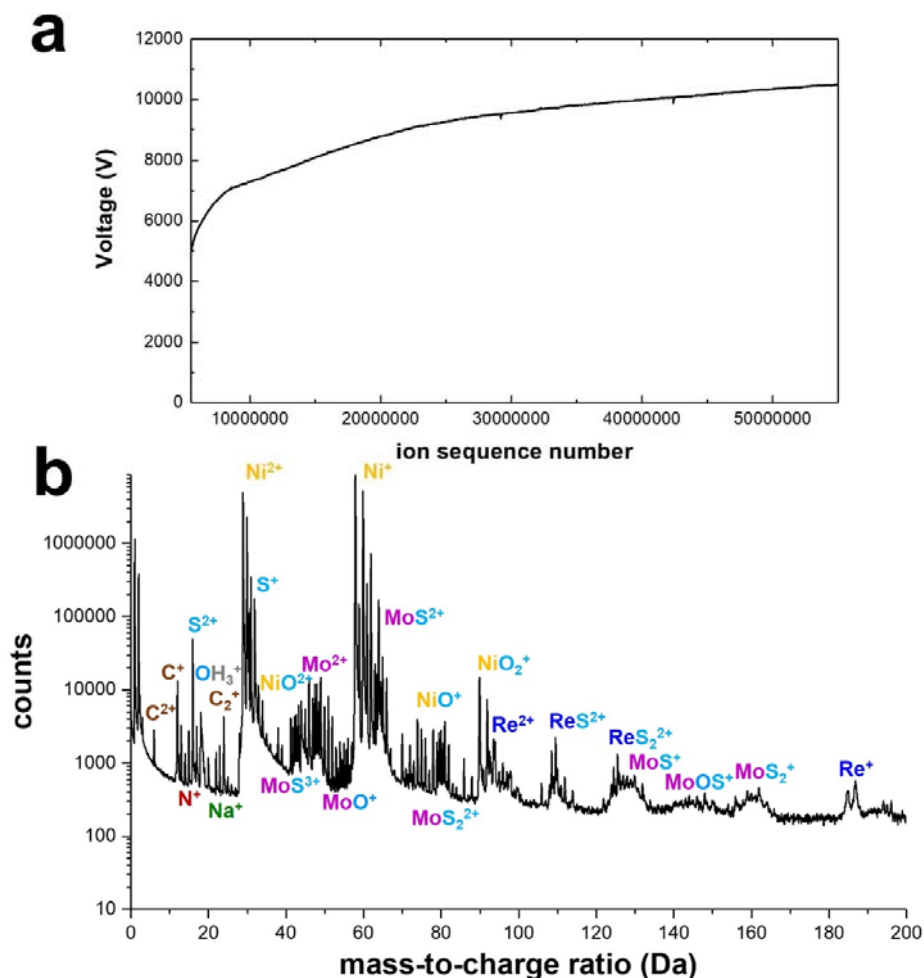 a
12000
10000
8000
6000
4000
2000
0
Voltage (V)
10000000 20000000 30000000 40000000 50000000
ion sequence number
b
Ni²⁺ Ni⁺
1000000
S⁺
S²⁺ MoS²⁺
100000
C⁺ OH₃⁺ NiO²⁺ Mo²⁺ NiO₂⁺
10000
C²⁺ C₂⁺ NiO⁺ Re²⁺ ReS²⁺
ReS₂²⁺
MoS⁺ MoS₂⁺
1000
N⁺ MoS³⁺ MoOS⁺ Re⁺
Na⁺ MoO⁺ MoS₂²⁺
100
10
counts
0 20 40 60 80 100 120 140 160 180 200
mass-to-charge ratio (Da)